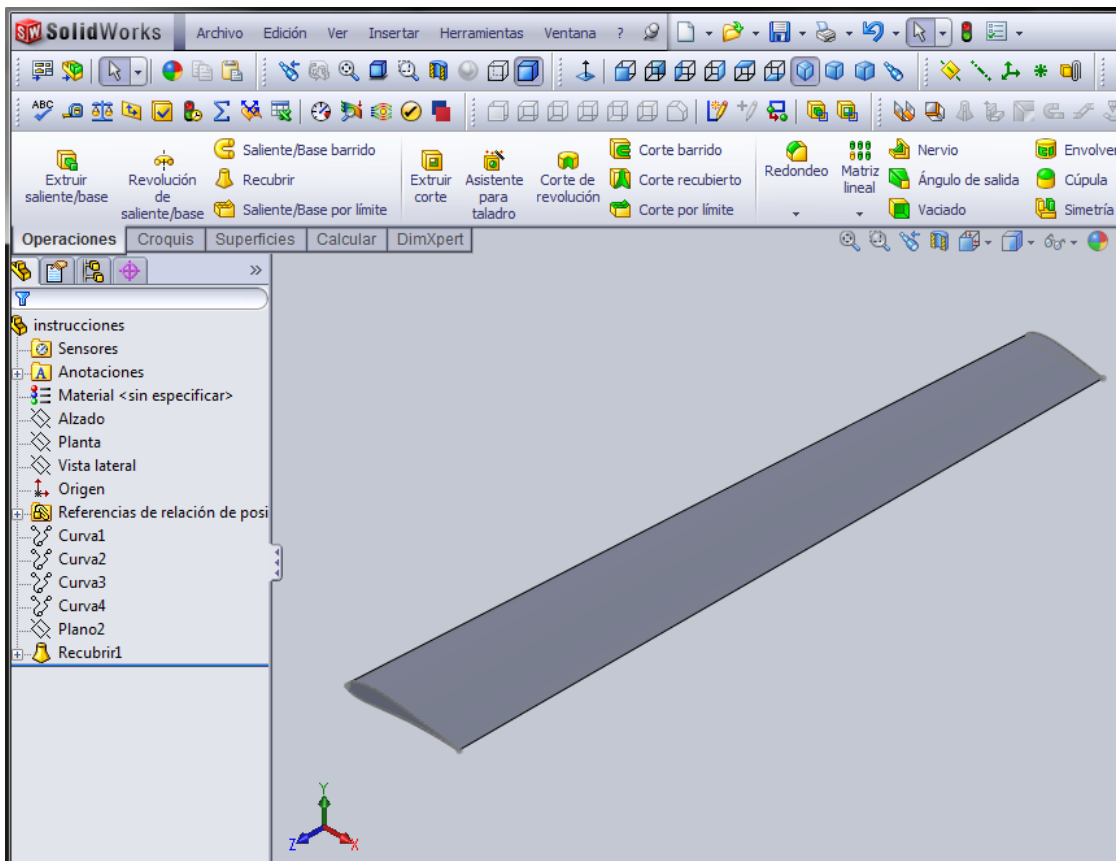 SolidWorks Archivo Edición Ver Insertar Herramientas Ventana ?
ABC
Extruir saliente/base
Revolución de saliente/base
Saliente/Base barrido
Recubrir
Saliente/Base por límite
Extruir corte
Asistente para taladro
Corte de revolución
Corte barrido
Corte recubierto
Corte por límite
Redondeo
Matriz lineal
Nervio
Ángulo de salida
Vaciado
Envolver
Cúpula
Simetría
Operaciones Croquis Superficies Calcular DimXpert
instrucciones
Sensores
A Anotaciones
Material <sin especificar>
Alzado
Planta
Vista lateral
Origen
Referencias de relación de posi
Curva1
Curva2
Curva3
Curva4
Plano2
Recubrir1
Y
Z
X